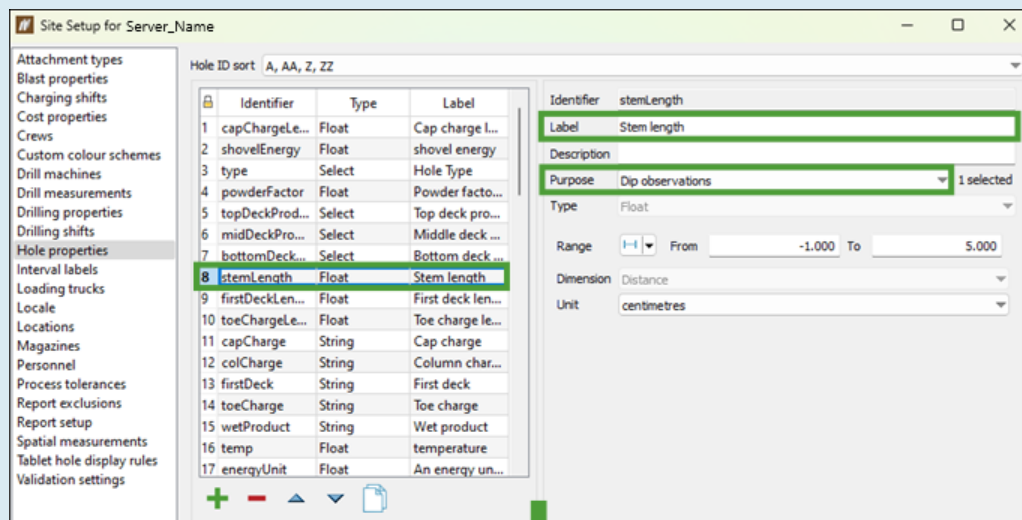 Site Setup for Server_Name
Attachment types
Blast properties
Charging shifts
Cost properties
Crews
Custom colour schemes
Drill machines
Drill measurements
Drilling properties
Drilling shifts
Hole properties
Interval labels
Loading trucks
Locale
Locations
Magazines
Personnel
Process tolerances
Report exclusions
Report setup
Spatial measurements
Tablet hole display rules
Validation settings
Hole ID sort A, AA, Z, ZZ
Identifier Type Label
1 capChargeLe... Float Cap charge l...
2 shovelEnergy Float shovel energy
3 type Select Hole Type
4 powderFactor Float Powder facto...
5 topDeckProd... Select Top deck pro...
6 midDeckPro... Select Middle deck ...
7 bottomDeck... Select Bottom deck ...
8 stemLength Float Stem length
9 firstDeckLen... Float First deck len...
10 toeChargeLe... Float Toe charge le...
11 capCharge String Cap charge
12 colCharge String Column char...
13 firstDeck String First deck
14 toeCharge String Toe charge
15 wetProduct String Wet product
16 temp Float temperature
17 energyUnit Float An energy un...
Identifier stemLength
Label Stem length
Description
Purpose Dip observations 1 selected
Type Float
Range From -1.000 To 5.000
Dimension Distance
Unit centimetres